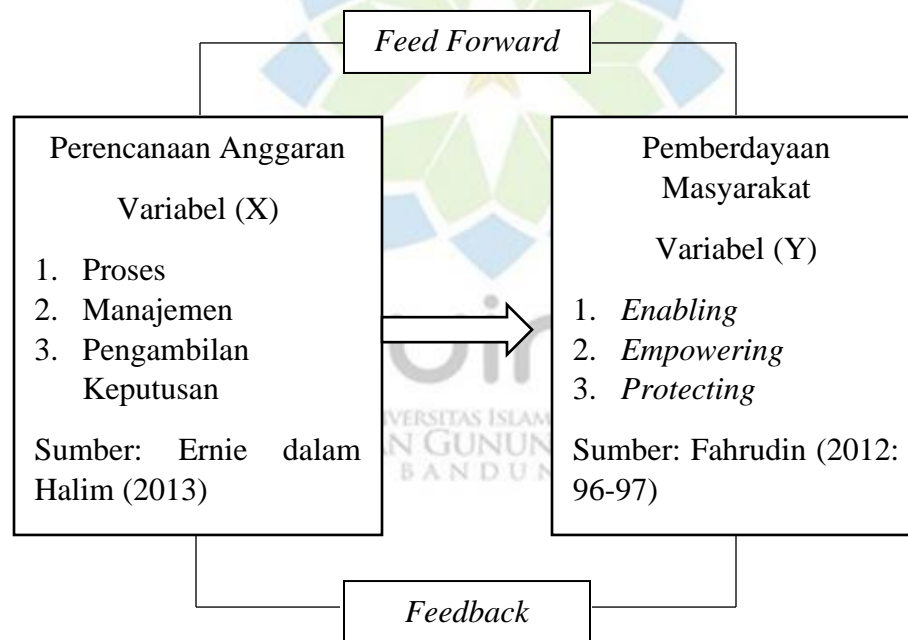 Feed Forward
Perencanaan Anggaran
Variabel (X)
1. Proses
2. Manajemen
3. Pengambilan
Keputusan
Sumber: Ernie dalam
Halim (2013)
Pemberdayaan
Masyarakat
Variabel (Y)
1. Enabling
2. Empowering
3. Protecting
Sumber: Fahrudin (2012:
96-97)
Feedback